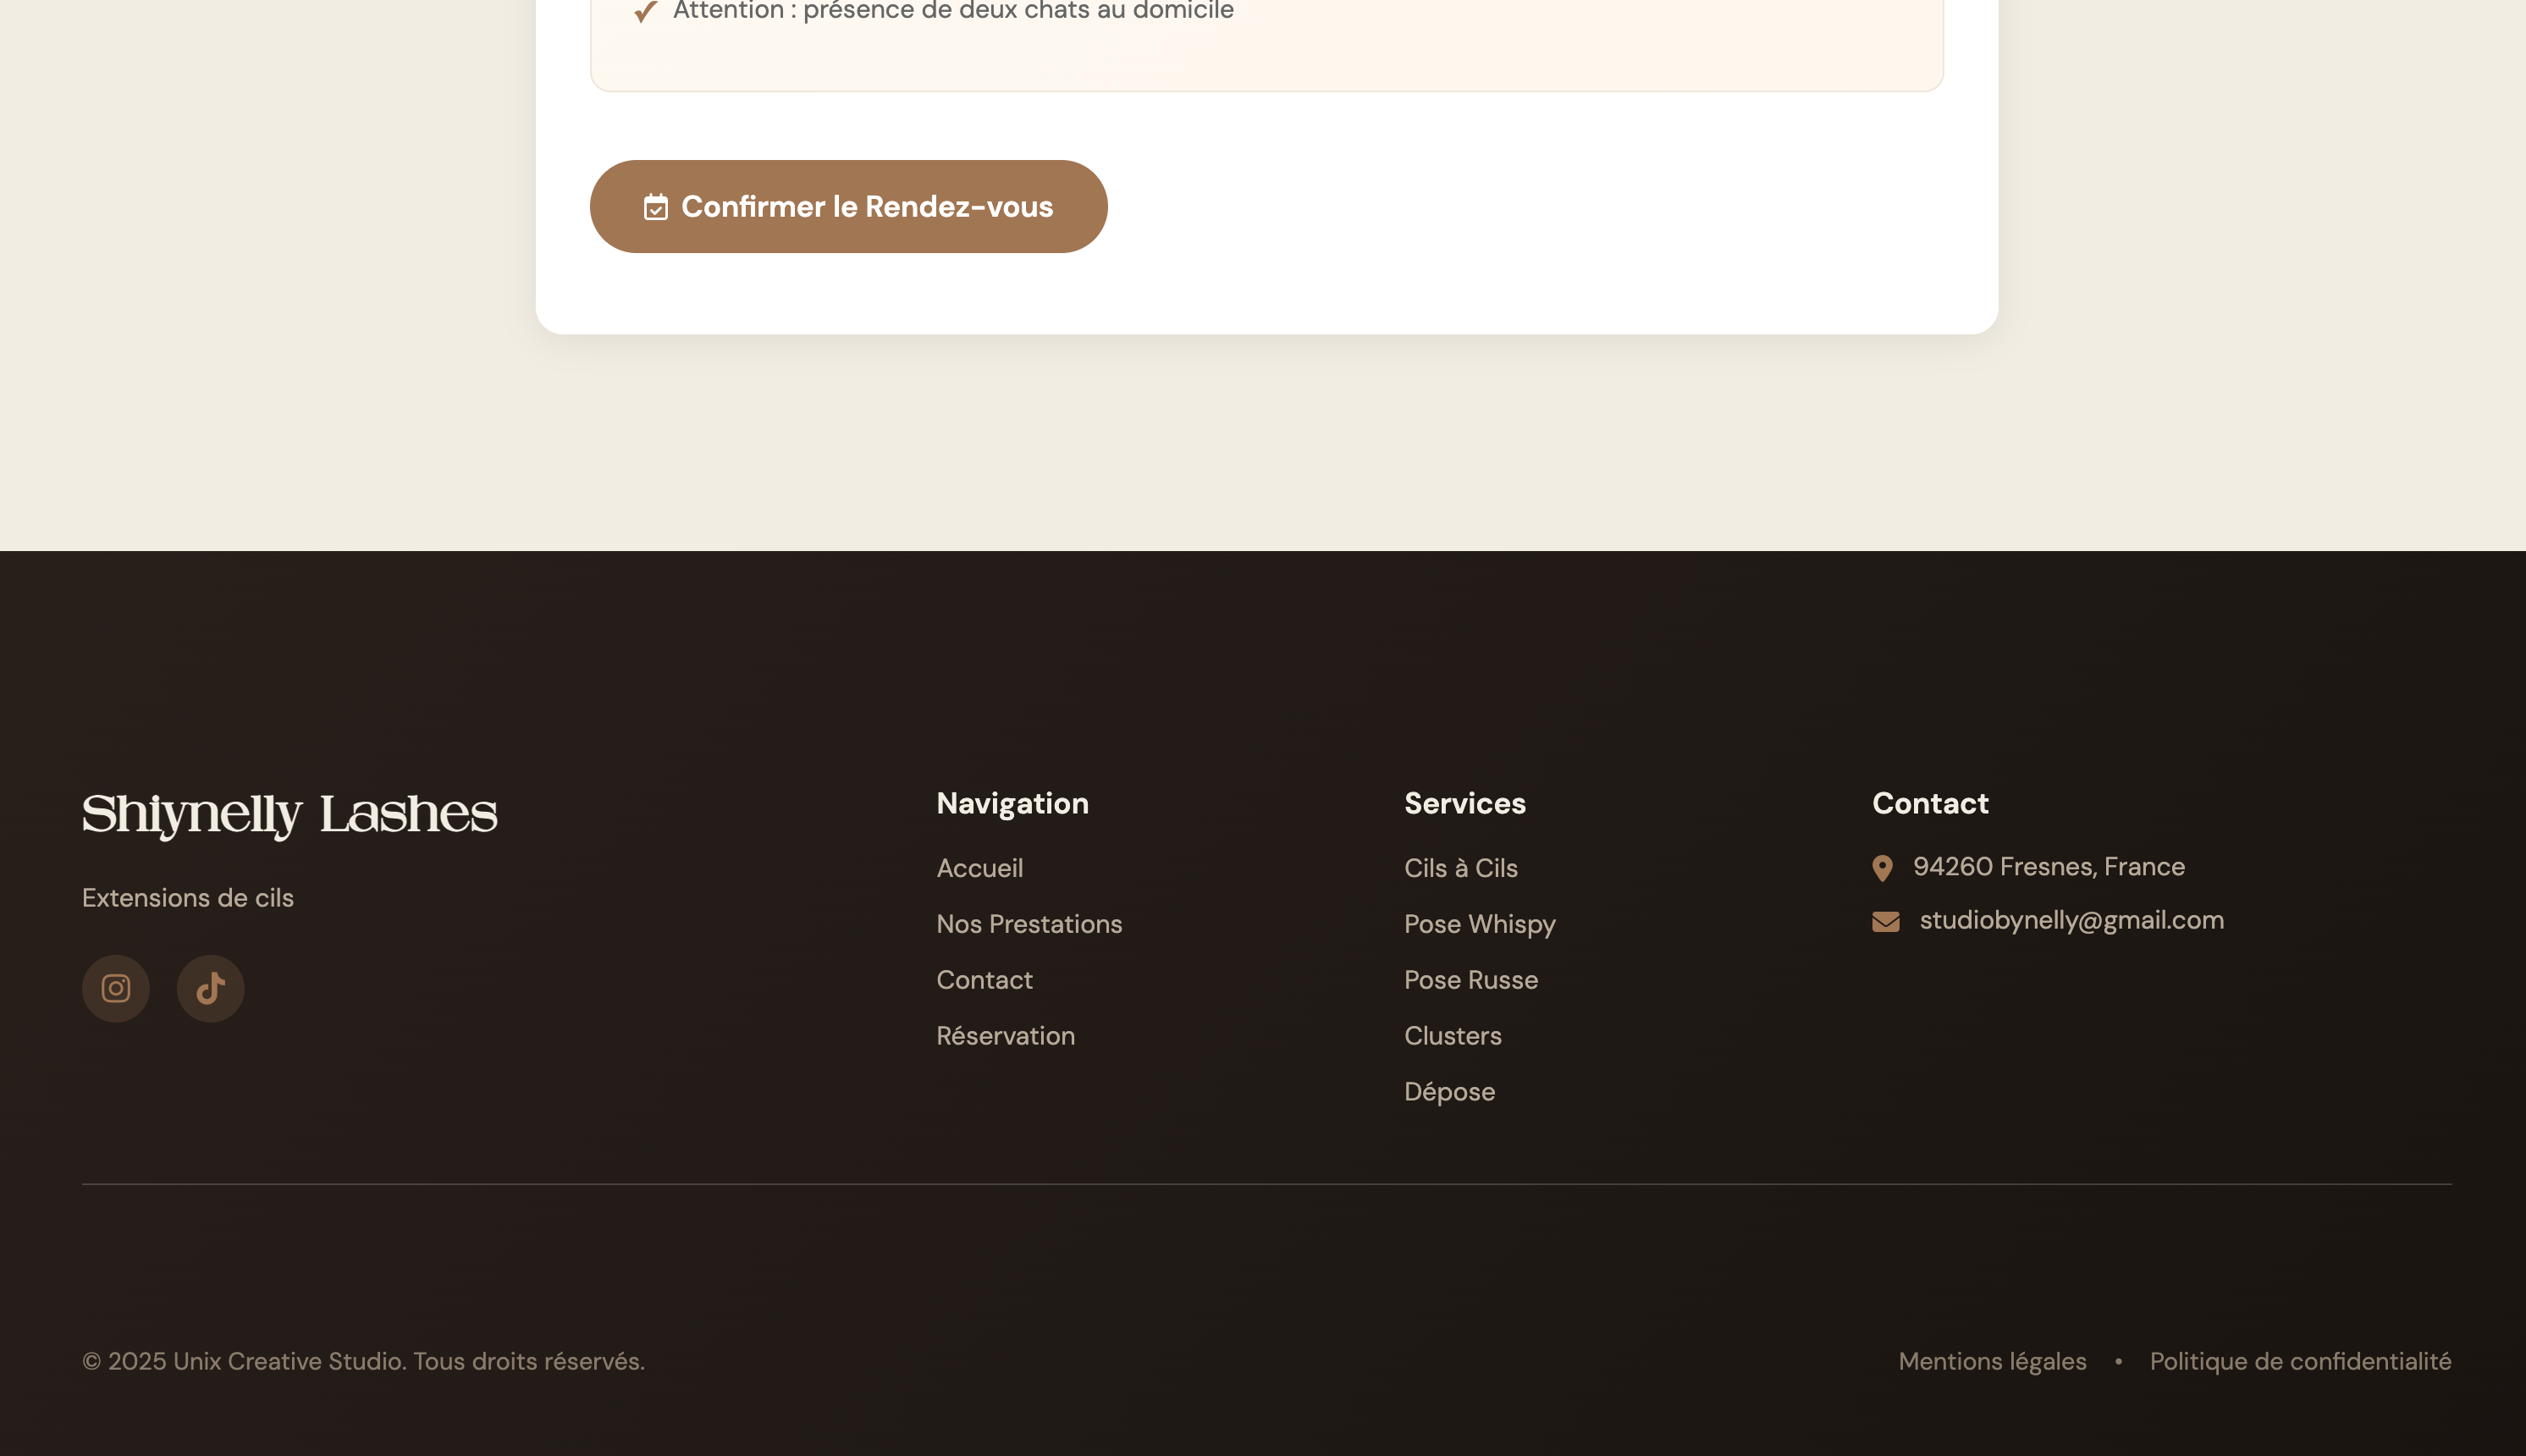 Attention : présence de deux chats au domicile
Confirmer le Rendez-vous
Shiynelly Lashes
Extensions de cils
Navigation
Accueil
Nos Prestations
Contact
Réservation
Services
Cils à Cils
Pose Whispy
Pose Russe
Clusters
Dépose
Contact
94260 Fresnes, France
studiobynelly@gmail.com
© 2025 Unix Creative Studio. Tous droits réservés.
Mentions légales • Politique de confidentialité